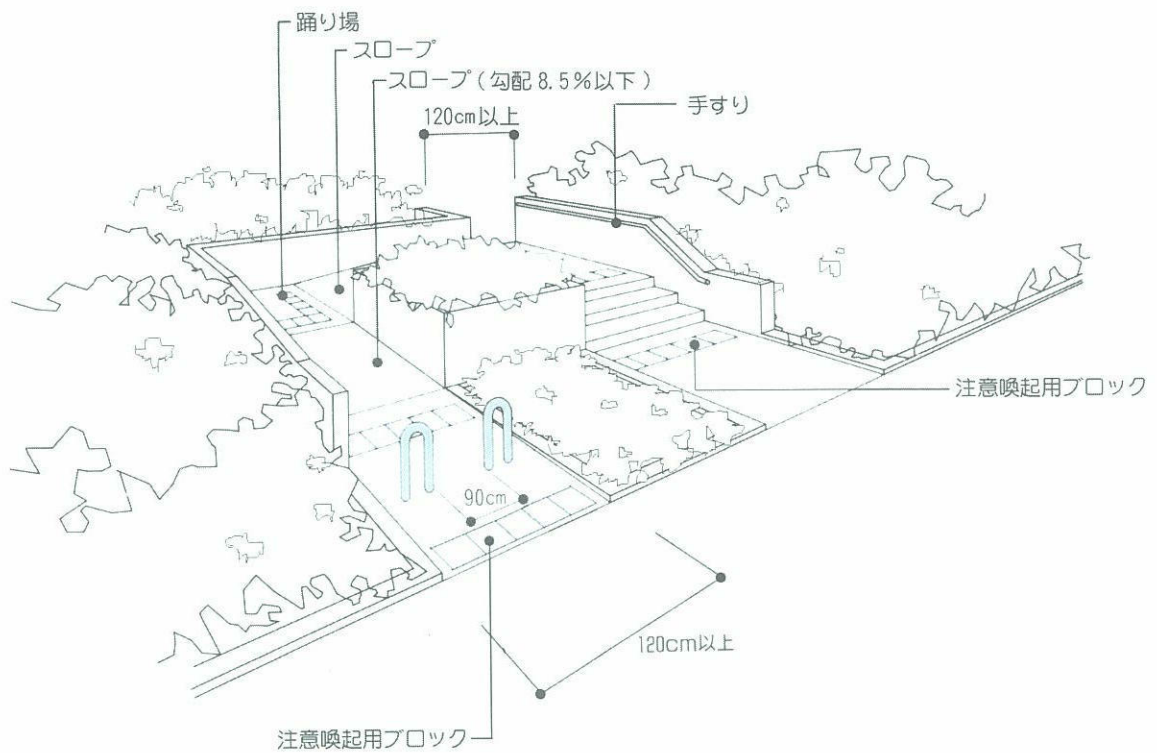 踊り場
スロープ
スロープ(勾配 8.5%以下)
120cm以上
手すり
注意喚起用ブロック
90cm
120cm以上
注意喚起用ブロック